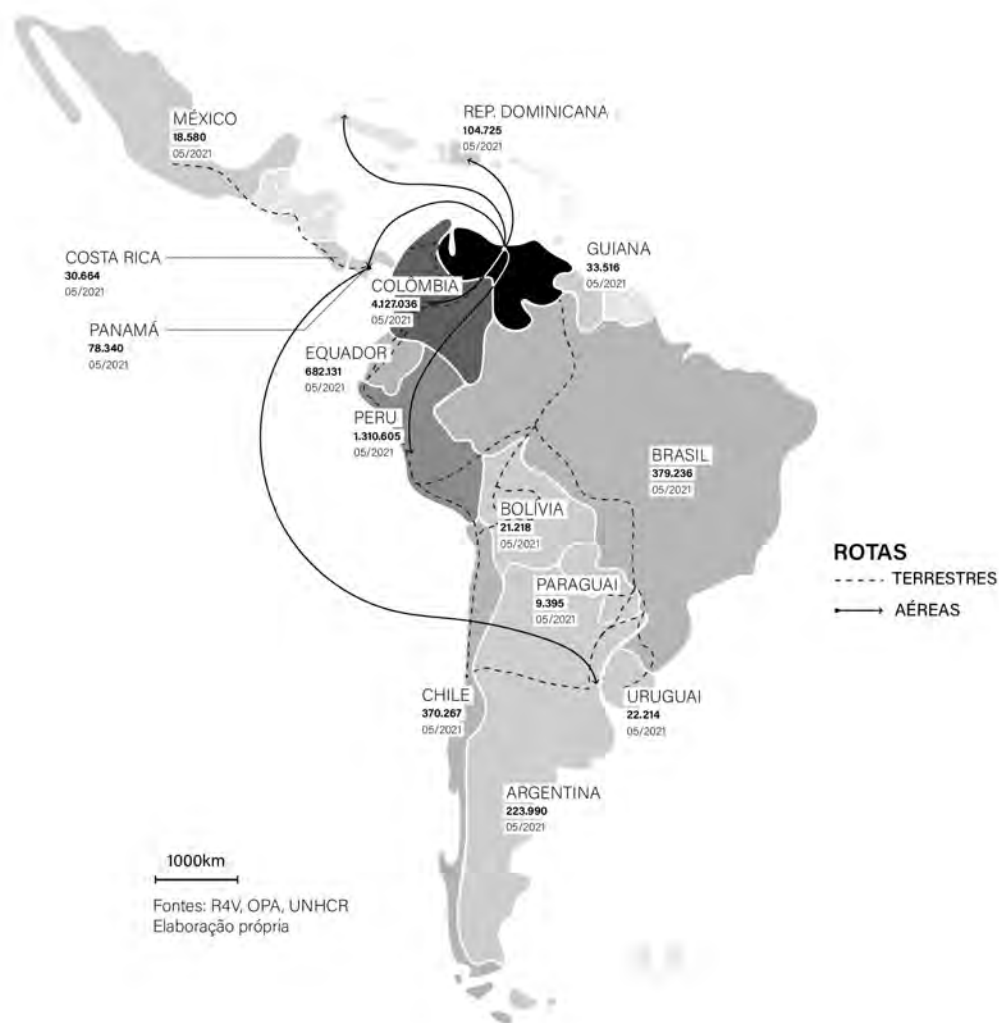 MÉXICO
18.580
05/2021
REP. DOMINICANA
104.725
05/2021
COSTA RICA
30.664
05/2021
PANAMÁ
78.340
05/2021
GUIANA
33.516
05/2021
COLÔMBIA
4.127.036
05/2021
EQUADOR
682.131
05/2021
PERU
1.310.605
05/2021
BRASIL
379.236
05/2021
BOLÍVIA
21.218
05/2021
PARAGUAI
9.395
05/2021
ROTAS
TERRESTRES
AÉREAS
CHILE
370.267
05/2021
URUGUAI
22.214
05/2021
ARGENTINA
223.990
05/2021
1000km
Fontes: R4V, OPA, UNHCR
Elaboração própria